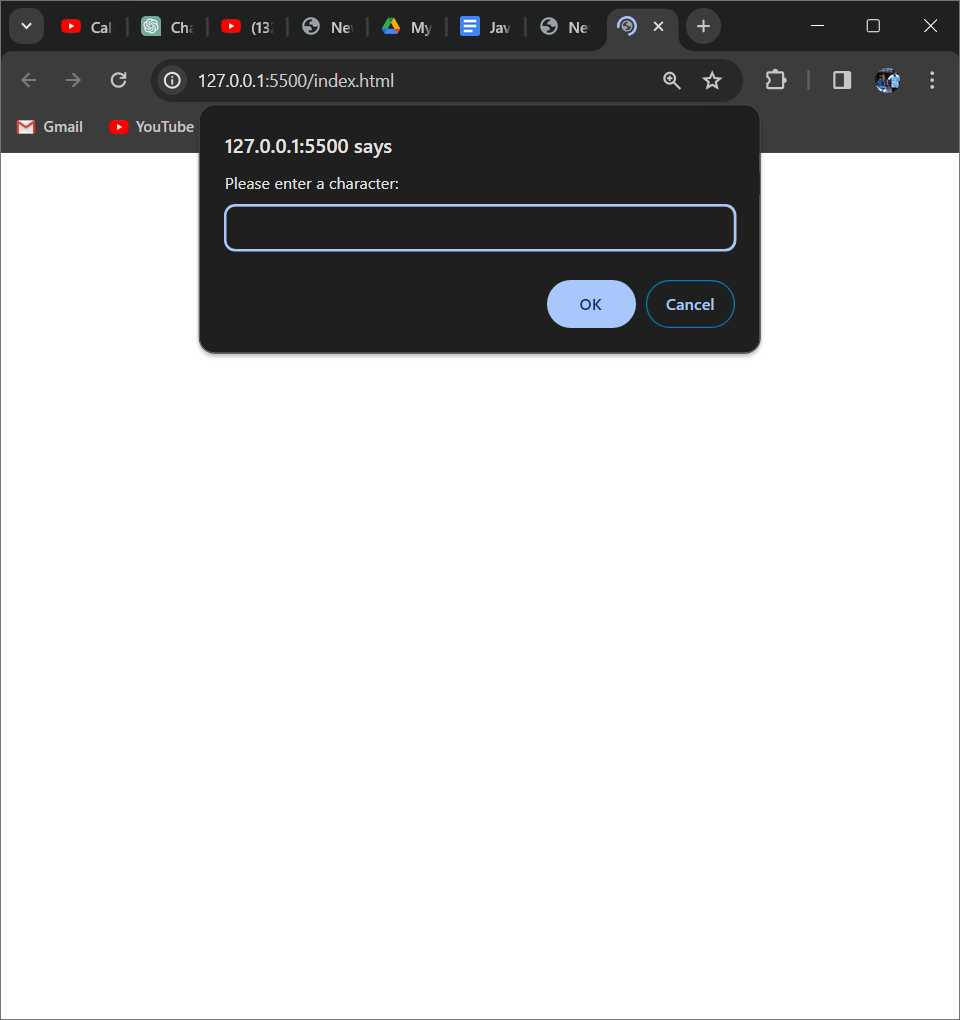 Cal Cha (132 Nev My Jav Ne
127.0.0.1:5500/index.html
Gmail YouTube
127.0.0.1:5500 says
Please enter a character:
OK Cancel